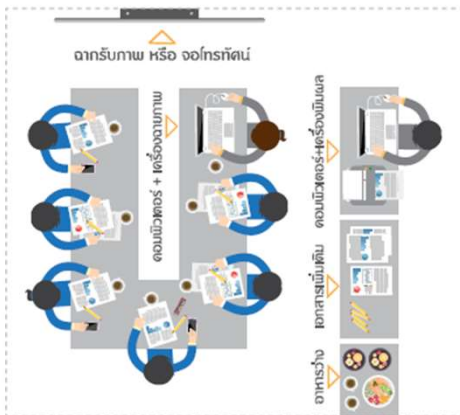 ฉากรับภาพ หรือ จอโทรทัศน์
คอมพิวเตอร์ + เครื่องฉายภาพ
คอมพิวเตอร์+เครื่องพิมพ์ผล
เอกสารเพิ่มเติม
อาหารว่าง